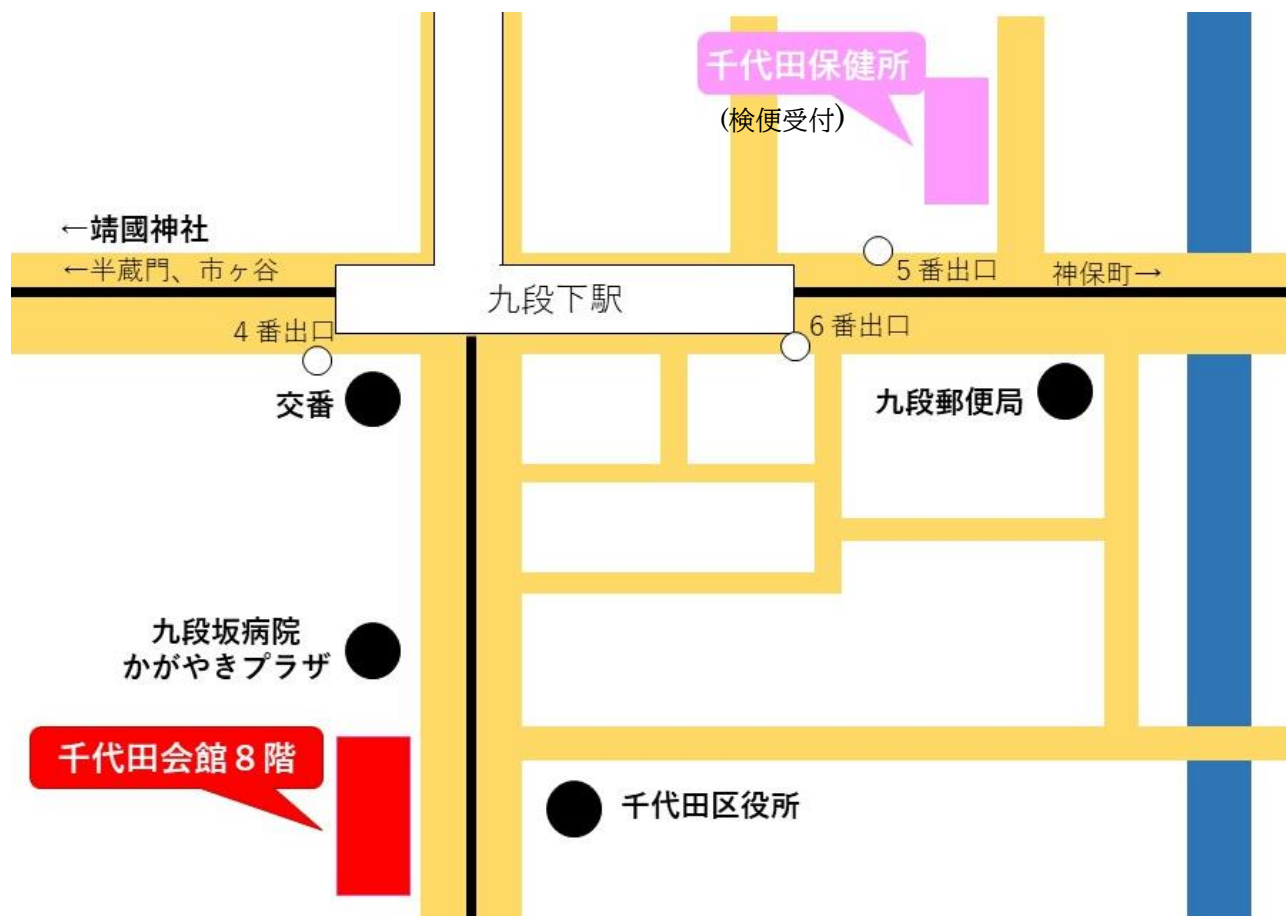 千代田保健所
(検便受付)
←靖國神社
←半蔵門、市ヶ谷
５番出口
神保町→
九段下駅
４番出口
６番出口
交番
九段郵便局
九段坂病院
かがやきプラザ
千代田会館８階
千代田区役所